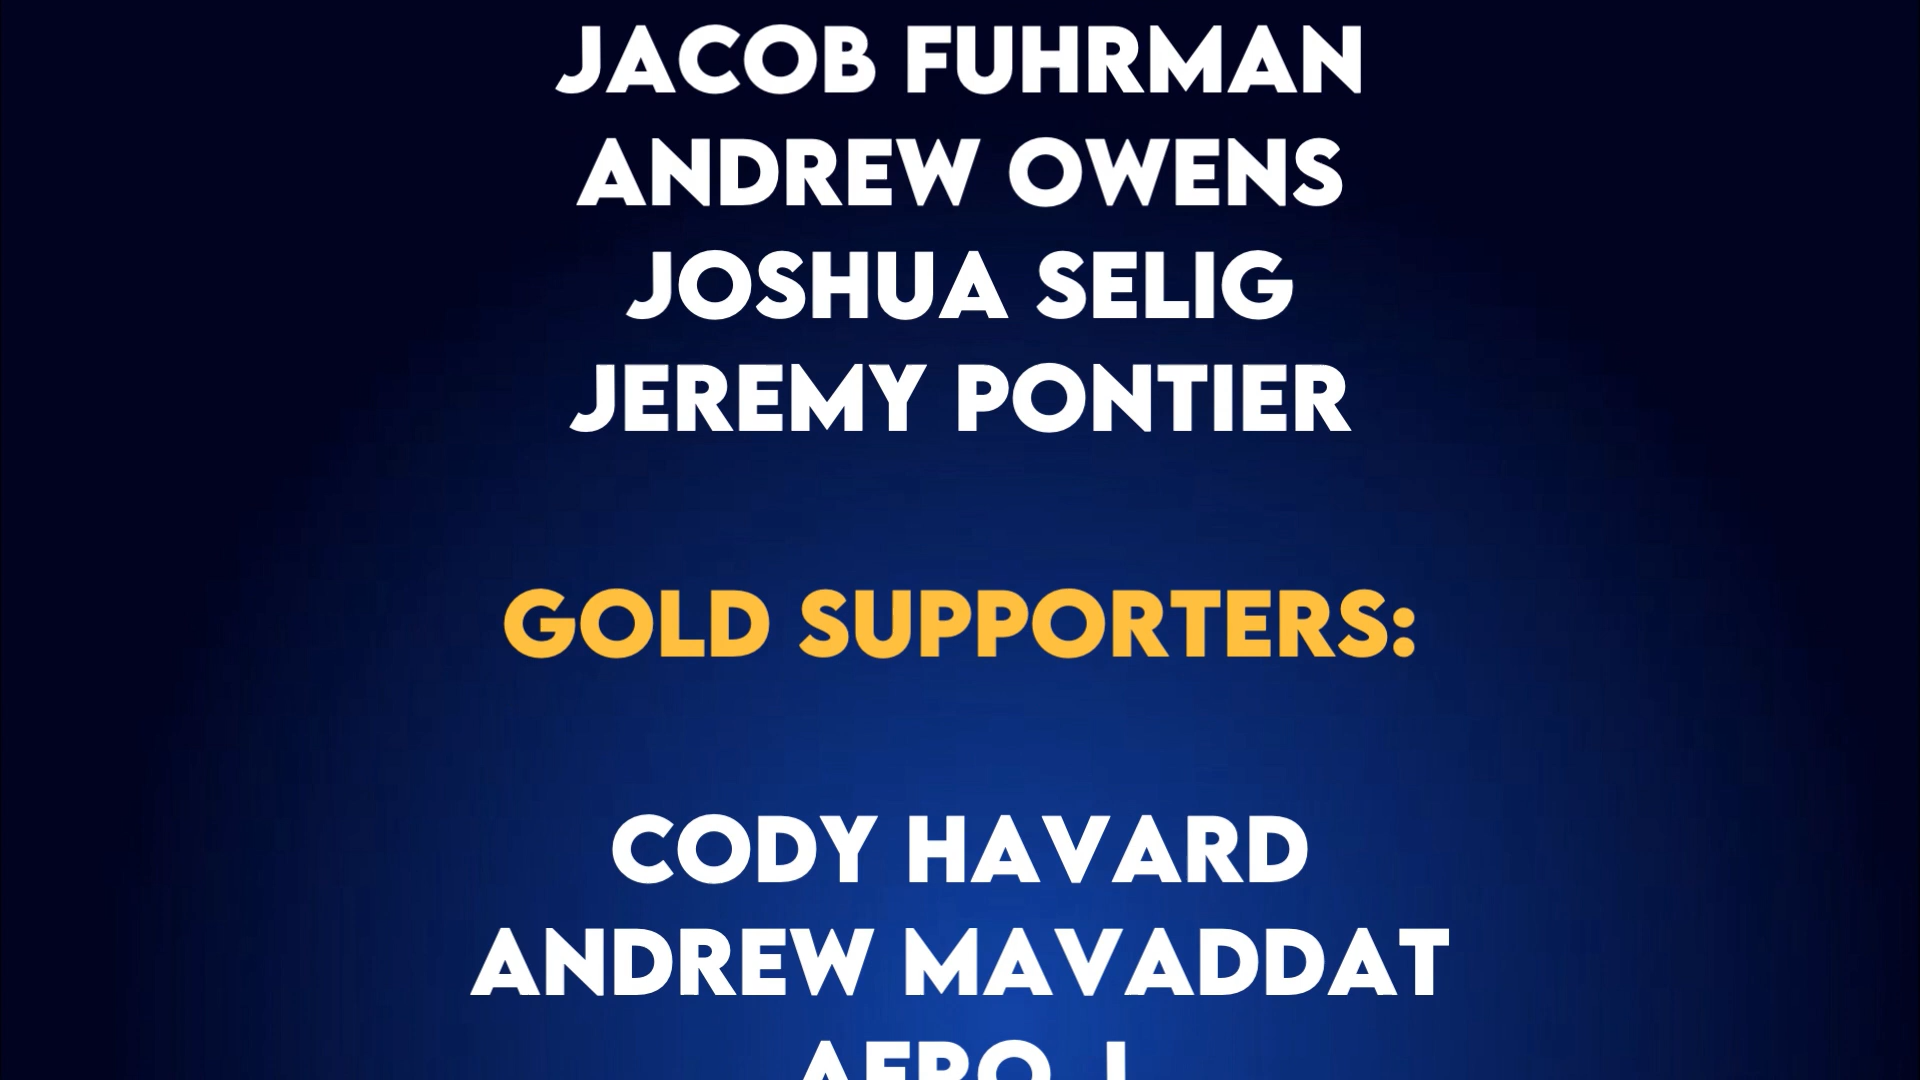 JACOB FUHRMAN
ANDREW OWENS
JOSHUA SELIG
JEREMY PONTIER
GOLD SUPPORTERS:
CODY HAVARD
ANDREW MAVADDAT